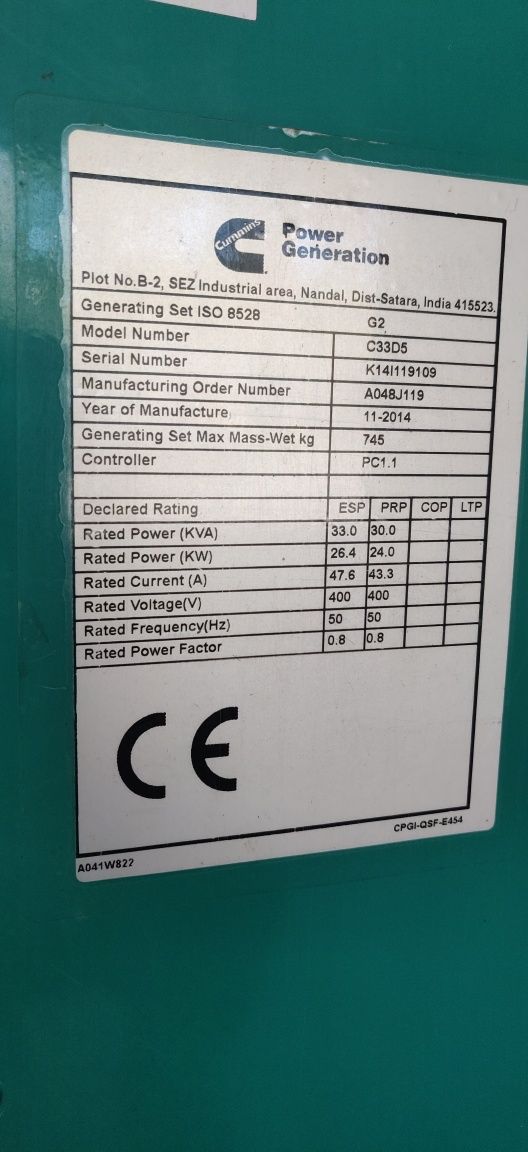 Cummins
Power
Generation
Plot No.B-2, SEZ Industrial area, Nandal, Dist-Satara, India 415523.
Generating Set ISO 8528 G2
Model Number C33D5
Serial Number K14I119109
Manufacturing Order Number A048J119
Year of Manufacture 11-2014
Generating Set Max Mass-Wet kg 745
Controller PC1.1
Declared Rating ESP PRP COP LTP
Rated Power (KVA) 33.0 30.0
Rated Power (KW) 26.4 24.0
Rated Current (A) 47.6 43.3
Rated Voltage(V) 400 400
Rated Frequency(Hz) 50 50
Rated Power Factor 0.8 0.8
CE
CPGI-QSF-E454
A041W822